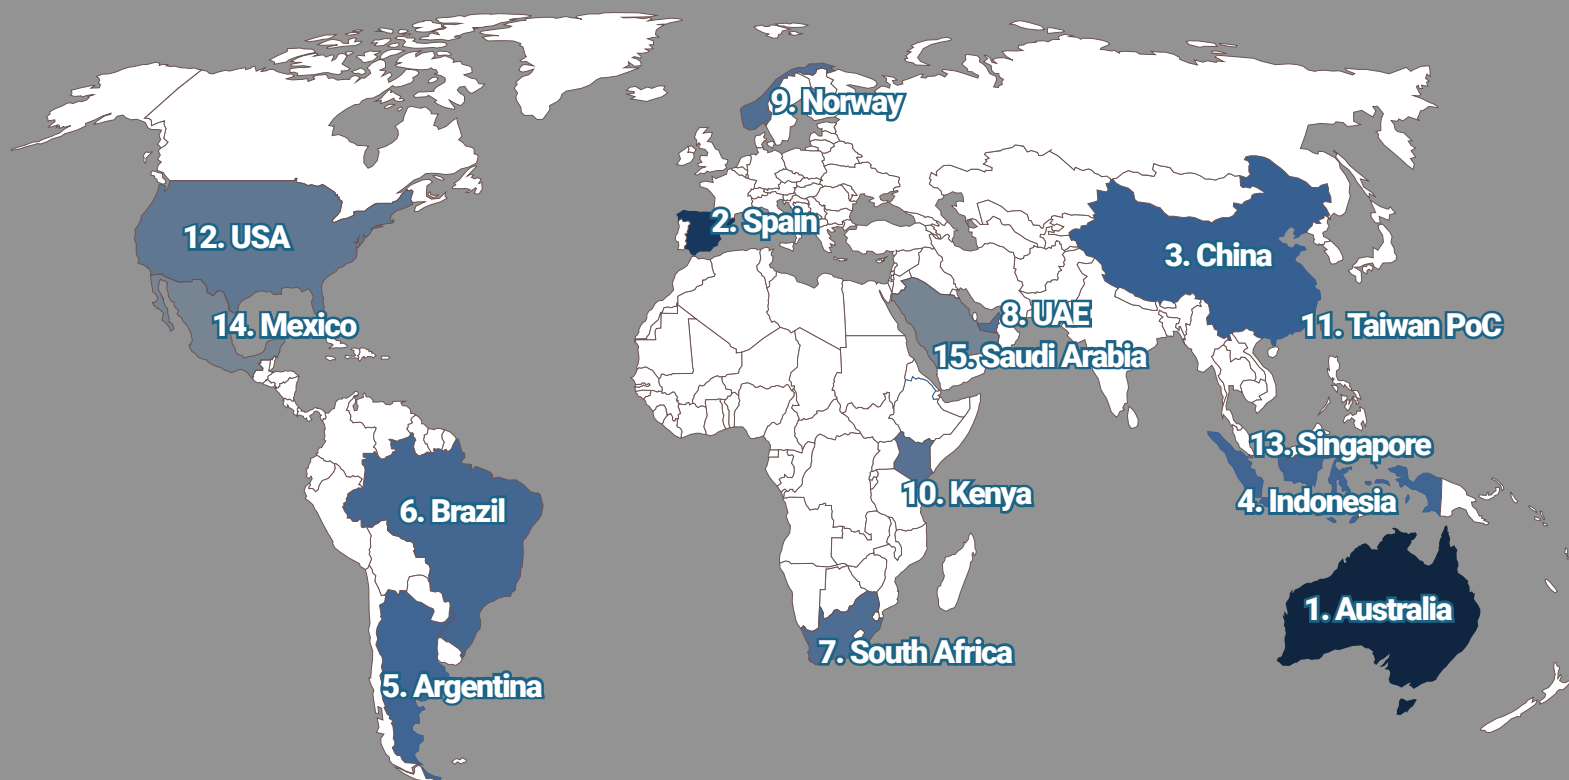 9. Norway
2. Spain
12. USA
3. China
14. Mexico
8. UAE
11. Taiwan PoC
15. Saudi Arabia
13. Singapore
10. Kenya
4. Indonesia
6. Brazil
1. Australia
7. South Africa
5. Argentina